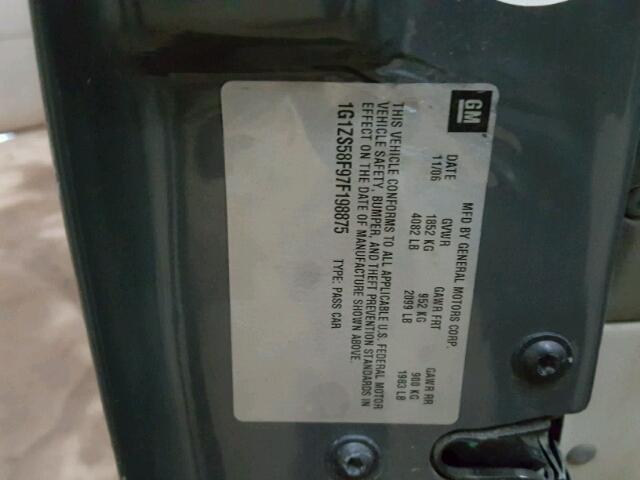 GM
MFD BY GENERAL MOTORS CORP.
DATE GVWR GAWR FRT GAWR RR
11/06 1852 KG 952 KG 900 KG
4082 LB 2099 LB 1983 LB
THIS VEHICLE CONFORMS TO ALL APPLICABLE U.S. FEDERAL MOTOR
VEHICLE SAFETY, BUMPER, AND THEFT PREVENTION STANDARDS IN
EFFECT ON THE DATE OF MANUFACTURE SHOWN ABOVE.
1G1ZS58F97F198875 TYPE: PASS CAR